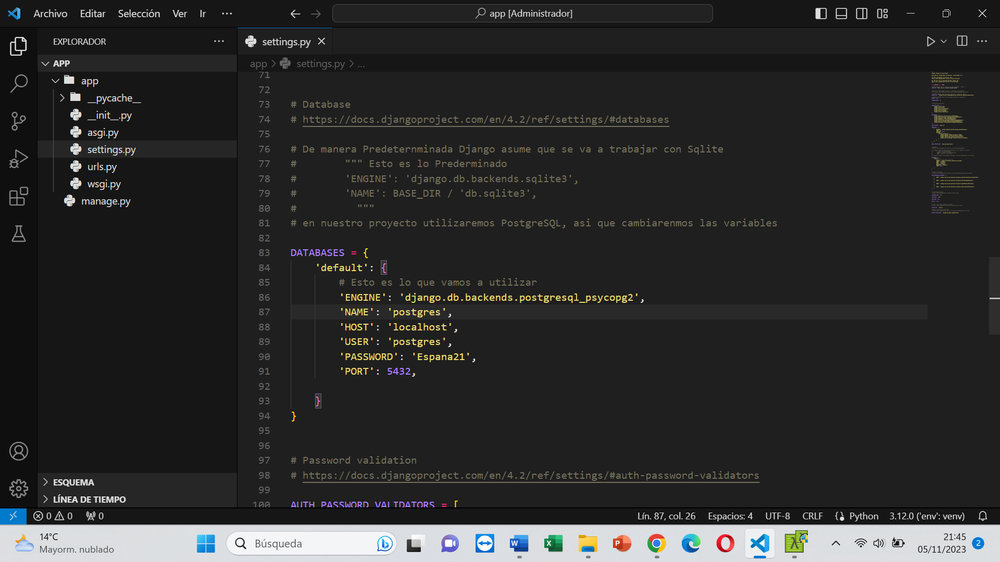 Archivo Editar Selección Ver Ir ···
app [Administrador]
EXPLORADOR
settings.py
APP
app > settings.py > ...
app
__pycache__
__init__.py
asgi.py
settings.py
urls.py
wsgi.py
manage.py
71
72
73 # Database
74 # https://docs.djangoproject.com/en/4.2/ref/settings/#databases
75
76 # De manera Predeternminada Django asume que se va a trabajar con Sqlite
77 # """ Esto es lo Prederminado
78 # 'ENGINE': 'django.db.backends.sqlite3',
79 # 'NAME': BASE_DIR / 'db.sqlite3',
80 # """
81 # en nuestro proyecto utilizaremos PostgreSQL, asi que cambiarenmos las variables
82
83 DATABASES = {
84 'default': {
85 # Esto es lo que vamos a utilizar
86 'ENGINE': 'django.db.backends.postgresql_psycopg2',
87 'NAME': 'postgres',
88 'HOST': 'localhost',
89 'USER': 'postgres',
90 'PASSWORD': 'Espana21',
91 'PORT': 5432,
92
93 }
94 }
95
96
97 # Password validation
98 # https://docs.djangoproject.com/en/4.2/ref/settings/#auth-password-validators
99
100 AUTH_PASSWORD_VALIDATORS = [
ESQUEMA
LÍNEA DE TIEMPO
0 0 0
Lín. 87, col. 26 Espacios: 4 UTF-8 CRLF Python 3.12.0 ('env': venv)
14°C
Mayorm. nublado
Búsqueda
21:45
05/11/2023
2